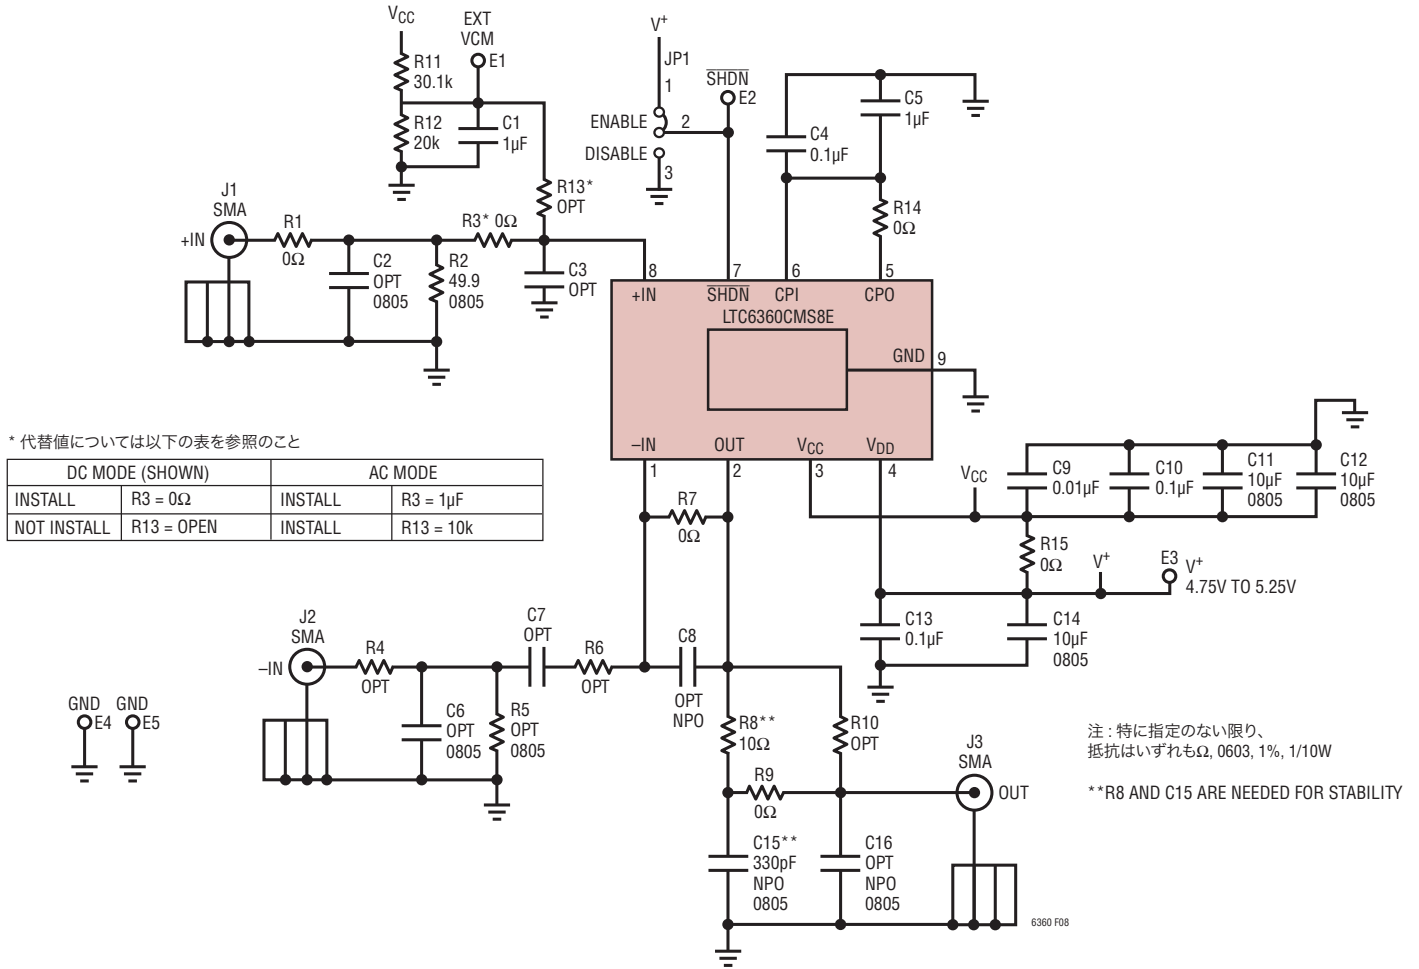 VCC
R11
30.1k
R12
20k
EXT
VCM
E1
C1
1µF
V+
JP1
1
ENABLE
2
DISABLE
3
SHDN
E2
C4
0.1µF
C5
1µF
R14
0Ω
J1
SMA
+IN
R1
0Ω
C2
OPT
0805
R2
49.9
0805
R3* 0Ω
R13*
OPT
C3
OPT
8
7
6
5
+IN
SHDN
CPI
CPO
LTC6360CMS8E
GND
9
–IN
OUT
VCC
VDD
1
2
3
4
* 代替値については以下の表を参照のこと
DC MODE (SHOWN)
AC MODE
INSTALL
R3 = 0Ω
INSTALL
R3 = 1µF
NOT INSTALL
R13 = OPEN
INSTALL
R13 = 10k
R7
0Ω
VCC
C9
0.01µF
C10
0.1µF
C11
10µF
0805
C12
10µF
0805
R15
0Ω
V+
E3
V+
4.75V TO 5.25V
C13
0.1µF
C14
10µF
0805
J2
SMA
–IN
R4
OPT
C6
OPT
0805
R5
OPT
0805
C7
OPT
R6
OPT
C8
OPT
NPO
GND
E4
GND
E5
R8**
10Ω
R10
OPT
R9
0Ω
J3
SMA
OUT
C15**
330pF
NPO
0805
C16
OPT
NPO
0805
注 : 特に指定のない限り、
抵抗はいずれもΩ, 0603, 1%, 1/10W
**R8 AND C15 ARE NEEDED FOR STABILITY
6360 F08